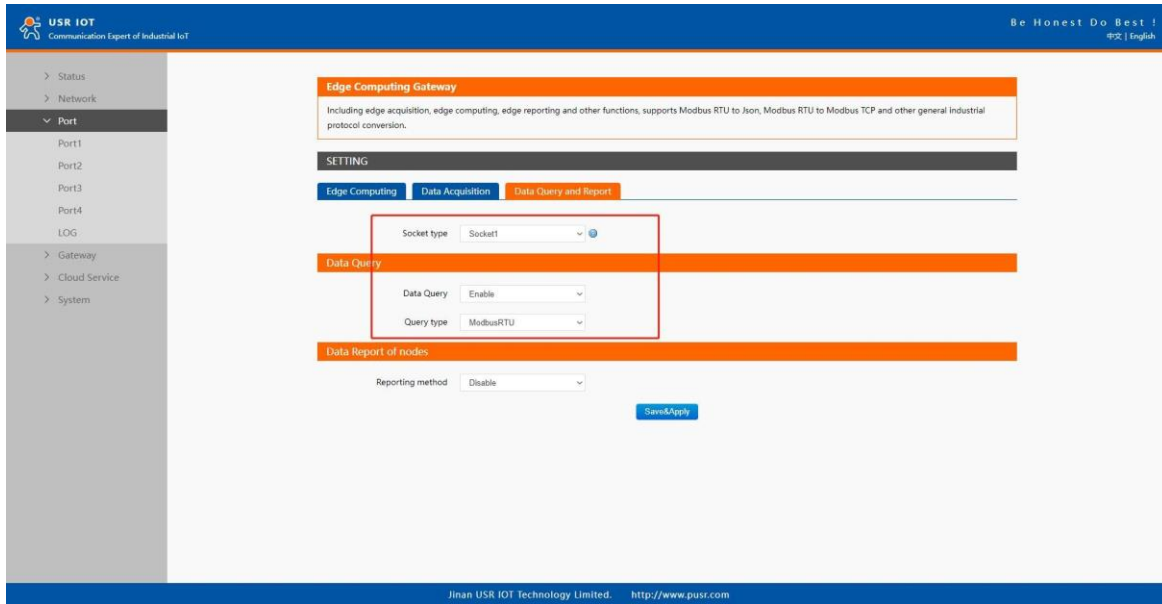 USR IOT
Communication Expert of Industrial IoT
Be Honest Do Best !
中文 | English
Status
Network
Port
Port1
Port2
Port3
Port4
LOG
Gateway
Cloud Service
System
Edge Computing Gateway
Including edge acquisition, edge computing, edge reporting and other functions, supports Modbus RTU to Json, Modbus RTU to Modbus TCP and other general industrial
protocol conversion.
SETTING
Edge Computing Data Acquisition Data Query and Report
Socket type Socket1
Data Query
Data Query Enable
Query type ModbusRTU
Data Report of nodes
Reporting method Disable
Save&Apply
Jinan USR IOT Technology Limited. http://www.pusr.com